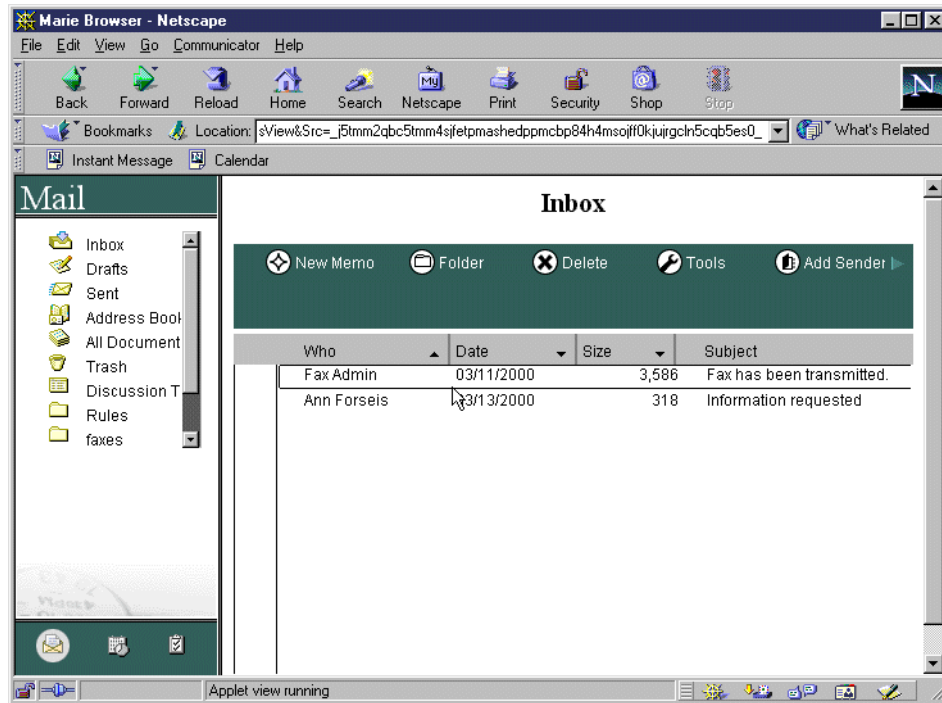 Marie Browser - Netscape
File Edit View Go Communicator Help
Back Forward Reload Home Search Netscape Print Security Shop Stop
Bookmarks Location: sView&Src=_j5tmm2qbc5tmm4sjfetpmashedppmcbp84h4msojff0kjujrgcln5cqb5es0_ What's Related
Instant Message Calendar
Mail
Inbox
Drafts
Sent
Address Book
All Document
Trash
Discussion T
Rules
faxes
Inbox
New Memo Folder Delete Tools Add Sender
Who Date Size Subject
Fax Admin 03/11/2000 3,586 Fax has been transmitted.
Ann Forseis 03/13/2000 318 Information requested
Applet view running